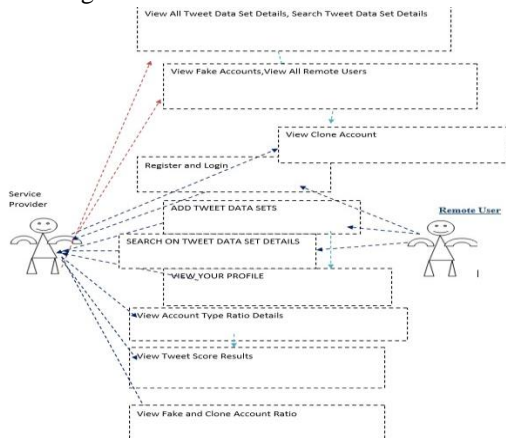 View All Tweet Data Set Details, Search Tweet Data Set Details
View Fake Accounts,View All Remote Users
View Clone Account
Register and Login
Service
Provider
ADD TWEET DATA SETS
Remote User
SEARCH ON TWEET DATA SET DETAILS
VIEW YOUR PROFILE
View Account Type Ratio Details
View Tweet Score Results
View Fake and Clone Account Ratio